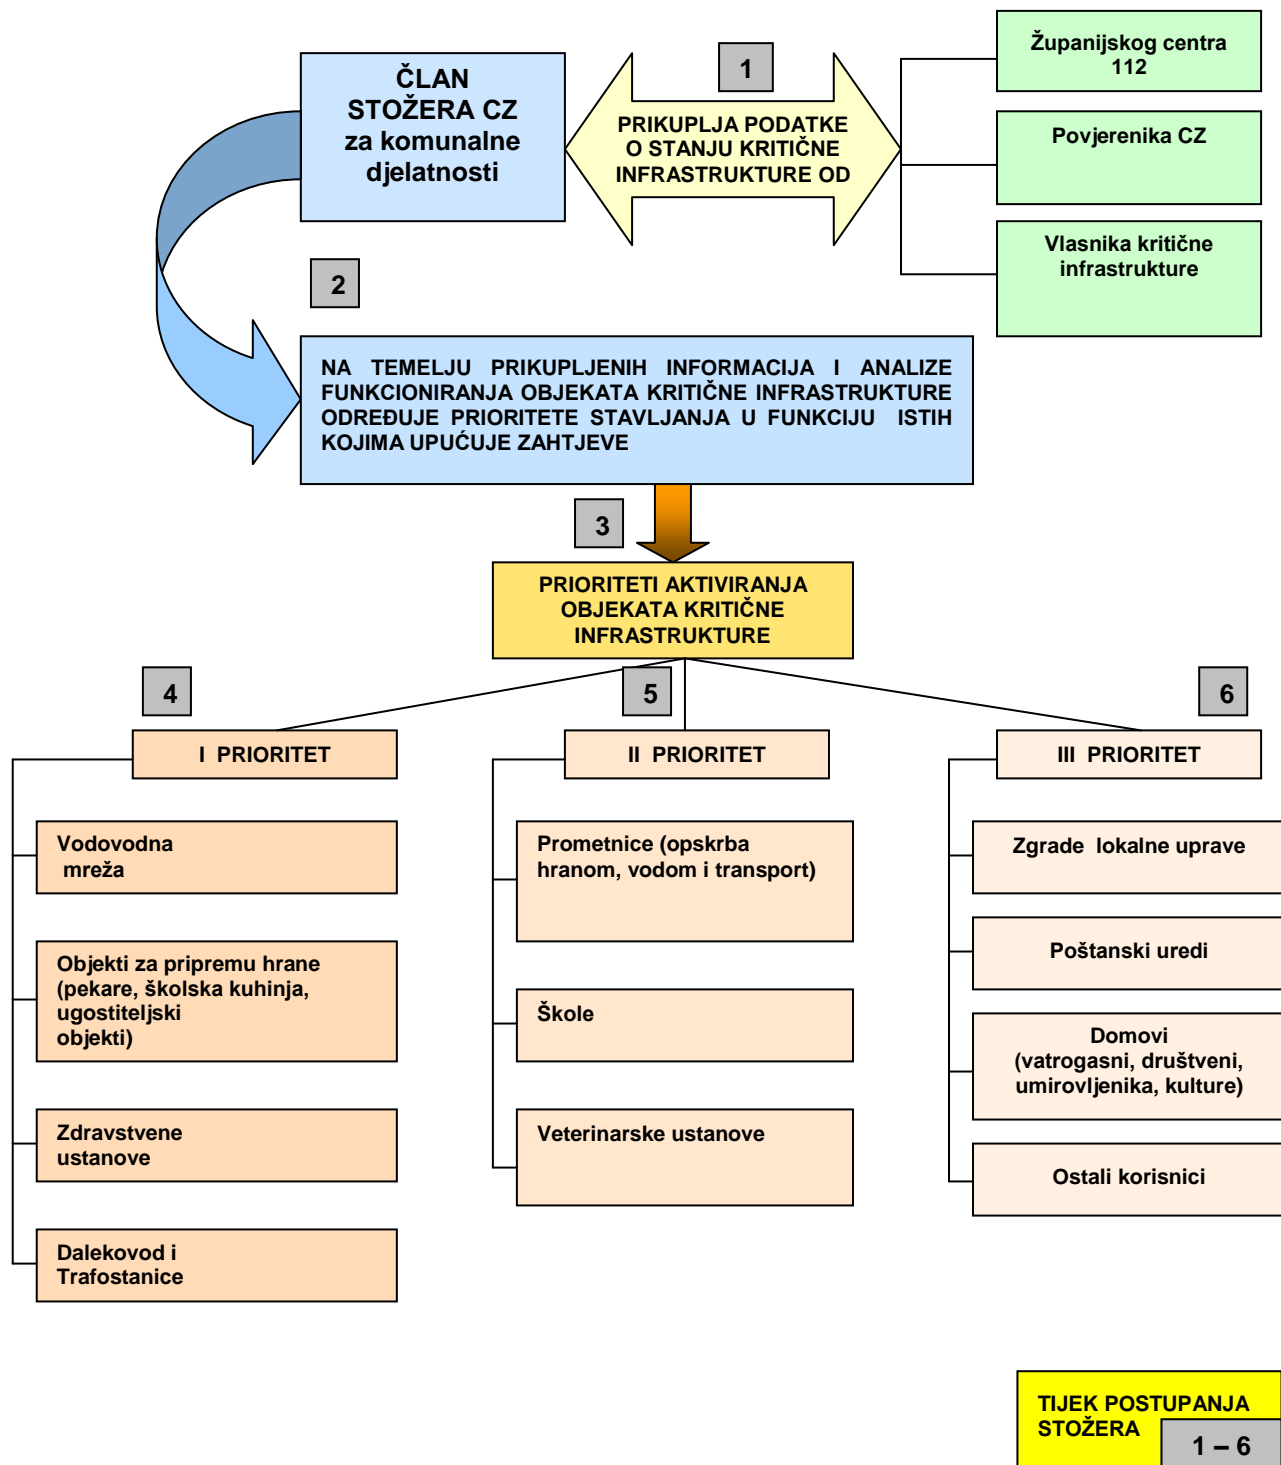 ČLAN
STOŽERA CZ
za komunalne
djelatnosti
1
PRIKUPLJA PODATKE
O STANJU KRITIČNE
INFRASTRUKTURE OD
Županijskog centra
112
Povjerenika CZ
Vlasnika kritične
infrastrukture
2
NA TEMELJU PRIKUPLJENIH INFORMACIJA I ANALIZE
FUNKCIONIRANJA OBJEKATA KRITIČNE INFRASTRUKTURE
ODREĐUJE PRIORITETE STAVLJANJA U FUNKCIJU ISTIH
KOJIMA UPUĆUJE ZAHTJEVE
3
PRIORITETI AKTIVIRANJA
OBJEKATA KRITIČNE
INFRASTRUKTURE
4
I PRIORITET
Vodovodna
mreža
Objekti za pripremu hrane
(pekare, školska kuhinja,
ugostiteljski
objekti)
Zdravstvene
ustanove
Dalekovod i
Trafostanice
5
II PRIORITET
Prometnice (opskrba
hranom, vodom i transport)
Škole
Veterinarske ustanove
6
III PRIORITET
Zgrade lokalne uprave
Poštanski uredi
Domovi
(vatrogasni, društveni,
umirovljenika, kulture)
Ostali korisnici
TIJEK POSTUPANJA
STOŽERA
1 – 6